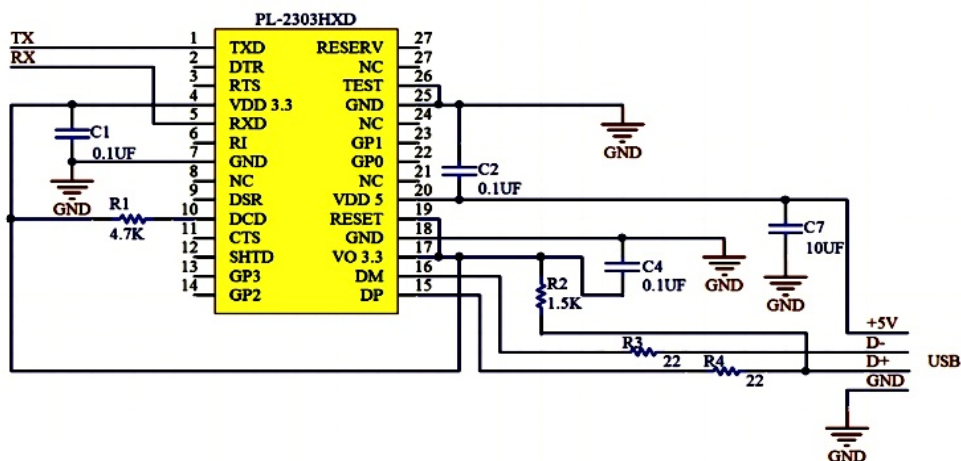 PL-2303HXD
TX 1 TXD RESERV 27
RX 2 DTR NC 27
3 RTS TEST 26
4 VDD 3.3 GND 25
5 RXD NC 24
C1 6 RI GP1 23
0.1UF 7 GND GP0 22
8 NC NC 21
9 DSR VDD 5 20
10 DCD RESET 19
11 CTS GND 18
12 SHTD VO 3.3 17
13 GP3 DM 16
14 GP2 DP 15
GND
R1
4.7K
GND
C2
0.1UF
C7
10UF
GND
C4
0.1UF
GND
R2
1.5K
+5V
R3 22 D-
R4 22 D+
USB
GND
GND